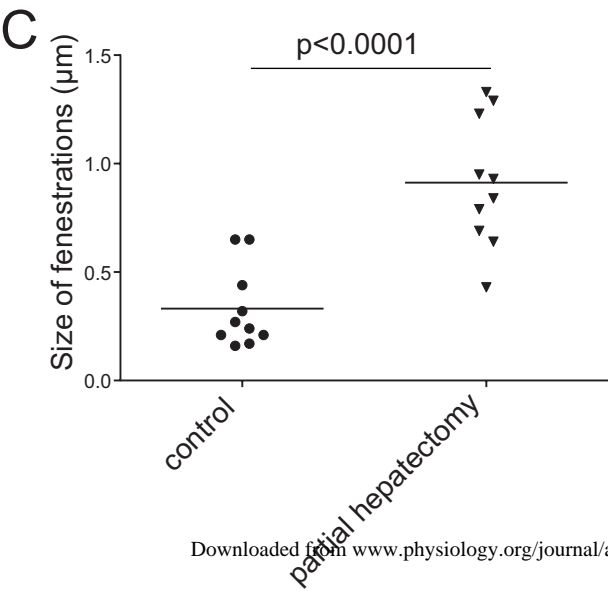 C
p<0.0001
Size of fenestrations (μm)
1.5
1.0
0.5
0.0
control
partial hepatectomy
Downloaded from www.physiology.org/journal/a